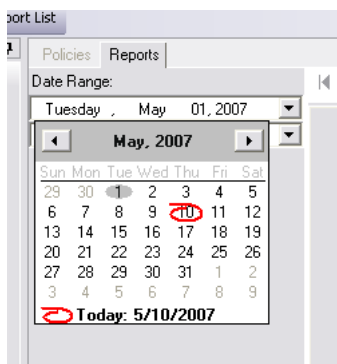 port List
Policies Reports
Date Range:
Tuesday , May 01, 2007
May, 2007
Sun Mon Tue Wed Thu Fri Sat
29 30 1 2 3 4 5
6 7 8 9 10 11 12
13 14 15 16 17 18 19
20 21 22 23 24 25 26
27 28 29 30 31 1 2
3 4 5 6 7 8 9
Today: 5/10/2007